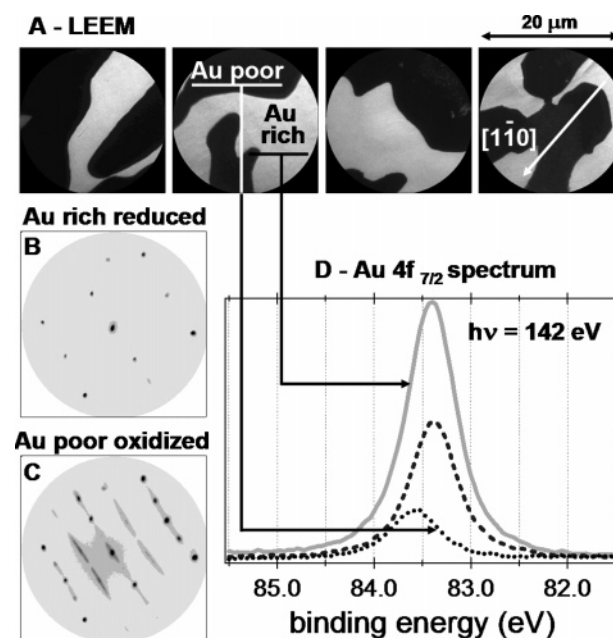 A - LEEM
20 μm
Au poor
Au
rich
[11̄0]
Au rich reduced
B
D - Au 4f 7/2 spectrum
hν = 142 eV
Au poor oxidized
C
85.0 84.0 83.0 82.0
binding energy (eV)